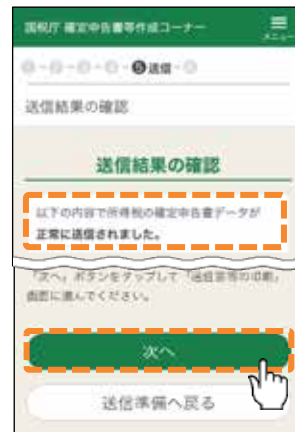 国税庁 確定申告書等作成コーナー
メニュー
⑤送信
送信結果の確認
送信結果の確認
以下の内容で所得税の確定申告書データが
正常に送信されました。
「次へ」ボタンをタップして「送信票等の印刷」
画面に進んでください。
次へ
送信準備へ戻る